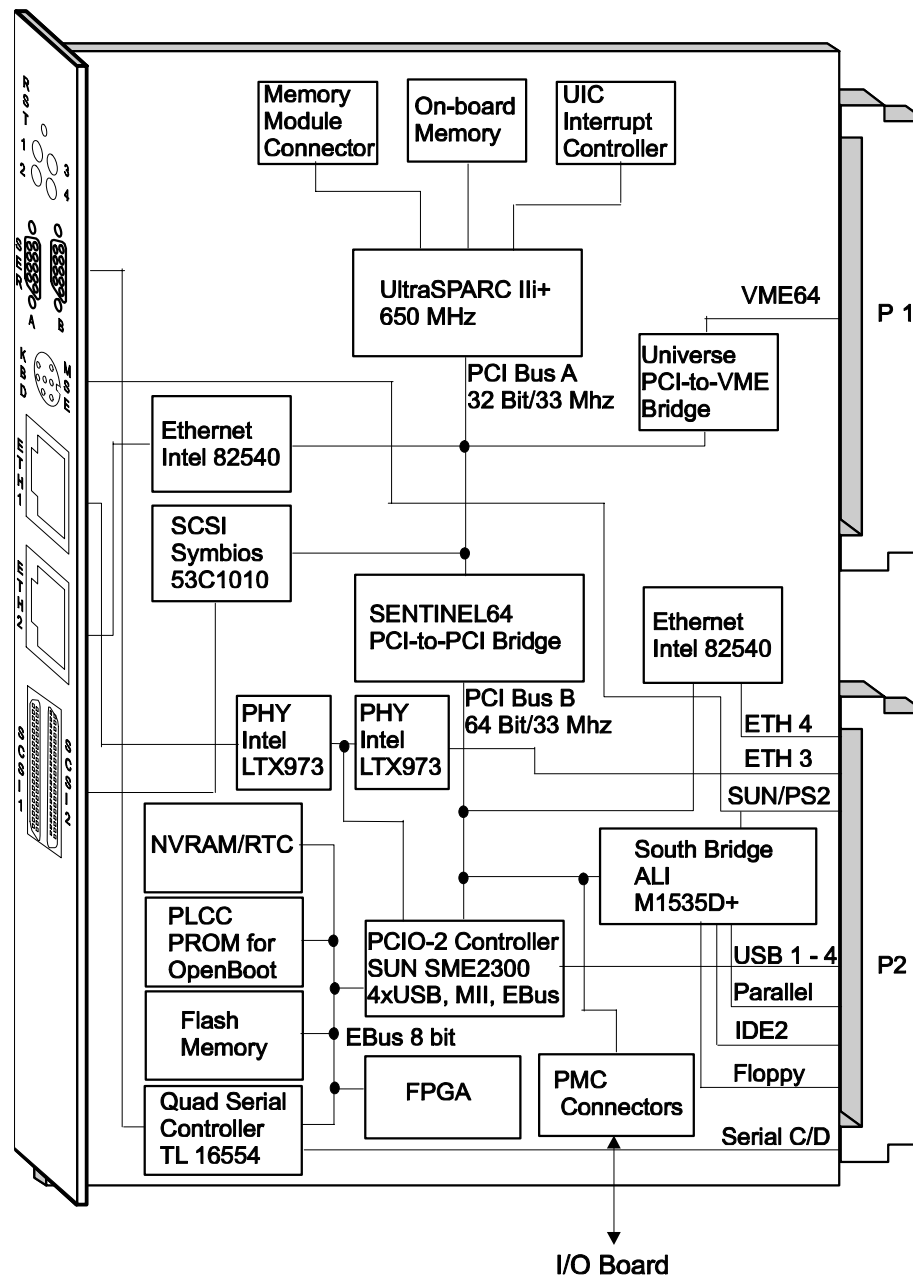 RST
1
2
3
4
SER
A
B
KBD
MSE
ETH1
ETH2
SCSI 1
SCSI 2
Memory
Module
Connector
On-board
Memory
UIC
Interrupt
Controller
UltraSPARC IIi+
650 MHz
VME64
P 1
Universe
PCI-to-VME
Bridge
PCI Bus A
32 Bit/33 Mhz
Ethernet
Intel 82540
SCSI
Symbios
53C1010
SENTINEL64
PCI-to-PCI Bridge
Ethernet
Intel 82540
PCI Bus B
64 Bit/33 Mhz
PHY
Intel
LTX973
PHY
Intel
LTX973
ETH 4
ETH 3
SUN/PS2
NVRAM/RTC
South Bridge
ALI
M1535D+
PLCC
PROM for
OpenBoot
PCIO-2 Controller
SUN SME2300
4xUSB, MII, EBus
USB 1 - 4
P2
Parallel
IDE2
Floppy
Flash
Memory
EBus 8 bit
FPGA
PMC
Connectors
Quad Serial
Controller
TL 16554
Serial C/D
I/O Board